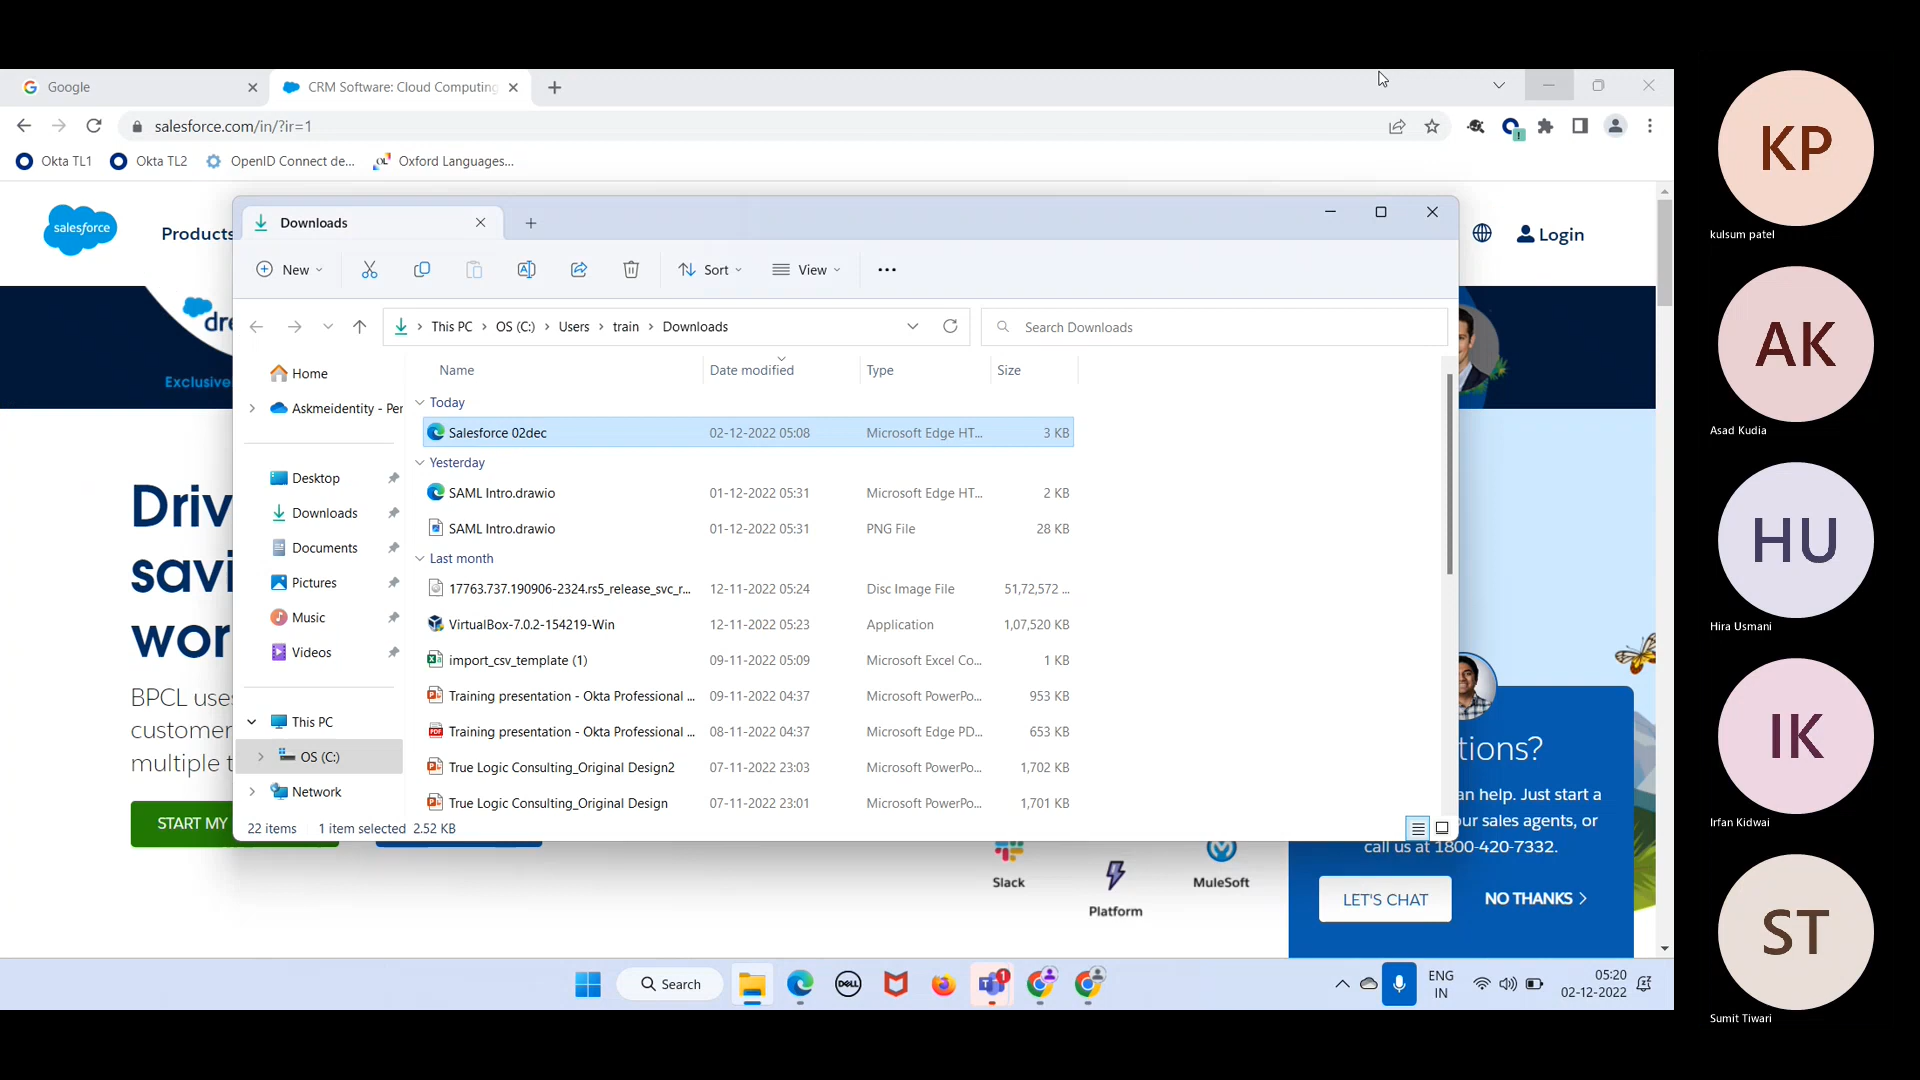 Google
CRM Software: Cloud Computing
salesforce.com/in/?ir=1
Okta TL1
Okta TL2
OpenID Connect de...
Oxford Languages...
salesforce
Products
Login
Exclusive
Downloads
New
Sort
View
This PC > OS (C:) > Users > train > Downloads
Search Downloads
Home
Askmeidentity - Per
Desktop
Downloads
Documents
Pictures
Music
Videos
This PC
OS (C:)
Network
Name Date modified Type Size
Today
Salesforce 02dec 02-12-2022 05:08 Microsoft Edge HT... 3 KB
Yesterday
SAML Intro.drawio 01-12-2022 05:31 Microsoft Edge HT... 2 KB
SAML Intro.drawio 01-12-2022 05:31 PNG File 28 KB
Last month
17763.737.190906-2324.rs5_release_svc_r... 12-11-2022 05:24 Disc Image File 51,72,572 ...
VirtualBox-7.0.2-154219-Win 12-11-2022 05:23 Application 1,07,520 KB
import_csv_template (1) 09-11-2022 05:09 Microsoft Excel Co... 1 KB
Training presentation - Okta Professional ... 09-11-2022 04:37 Microsoft PowerPo... 953 KB
Training presentation - Okta Professional ... 08-11-2022 04:37 Microsoft Edge PD... 653 KB
True Logic Consulting_Original Design2 07-11-2022 23:03 Microsoft PowerPo... 1,702 KB
True Logic Consulting_Original Design 07-11-2022 23:01 Microsoft PowerPo... 1,701 KB
22 items 1 item selected 2.52 KB
Driv
savi
wor
BPCL use
customer
multiple t
START MY
Slack
Platform
MuleSoft
tions?
an help. Just start a
our sales agents, or
call us at 1800-420-7332.
LET'S CHAT
NO THANKS >
Search
DELL
1
ENG
IN
05:20
02-12-2022
KP
kulsum patel
AK
Asad Kudia
HU
Hira Usmani
IK
Irfan Kidwai
ST
Sumit Tiwari